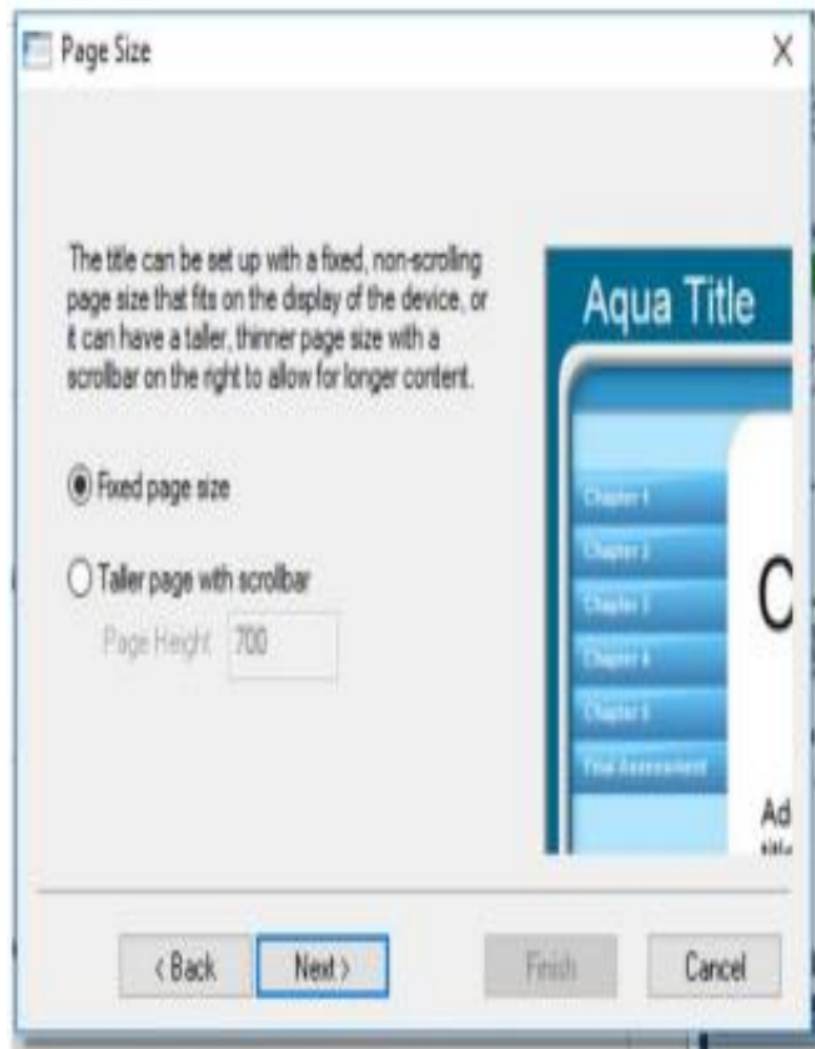 Page Size
The title can be set up with a fixed, non-scrolling
page size that fits on the display of the device, or
it can have a taller, thinner page size with a
scrollbar on the right to allow for longer content.
Fixed page size
Taller page with scrollbar
Page Height 700
Aqua Title
Chapter 1
Chapter 2
Chapter 3
Chapter 4
Chapter 5
Final Assessment
C
Ad
< Back Next > Finish Cancel